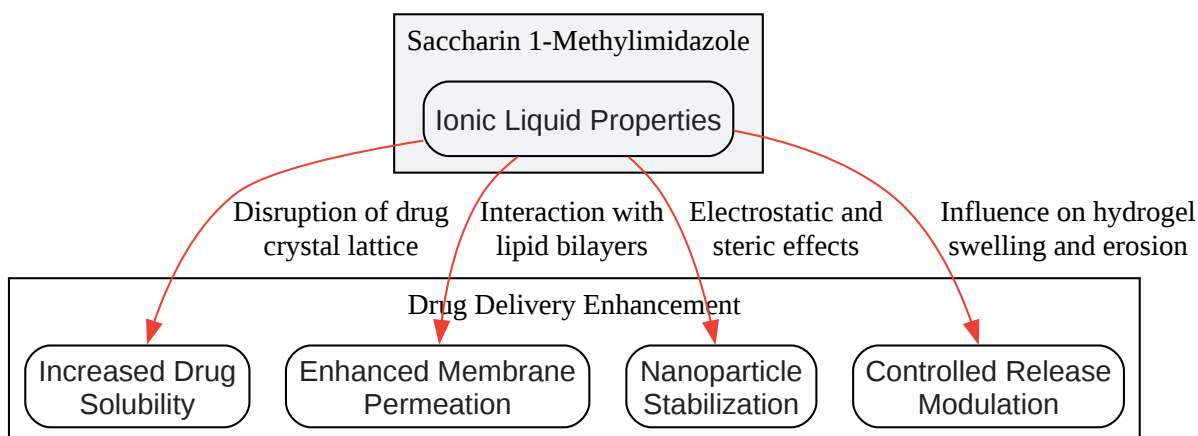 Saccharin 1-Methylimidazole
Ionic Liquid Properties
Disruption of drug
crystal lattice
Interaction with
lipid bilayers
Electrostatic and
steric effects
Influence on hydrogel
swelling and erosion
Drug Delivery Enhancement
Increased Drug
Solubility
Enhanced Membrane
Permeation
Nanoparticle
Stabilization
Controlled Release
Modulation